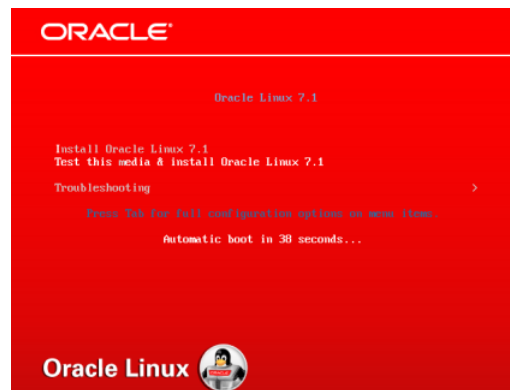 ORACLE®
Oracle Linux 7.1
Install Oracle Linux 7.1
Test this media & install Oracle Linux 7.1
Troubleshooting >
Press Tab for full configuration options on menu items.
Automatic boot in 38 seconds...
Oracle Linux
ORACLE